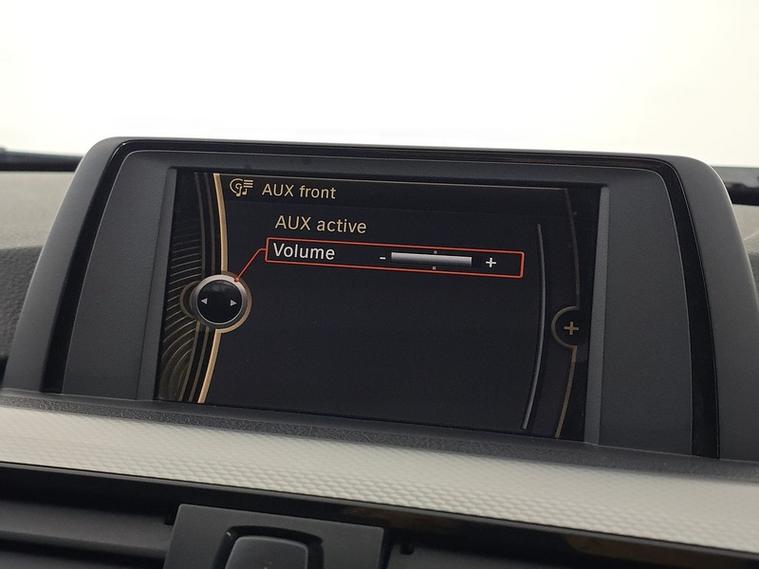 AUX front
AUX active
Volume - +
+